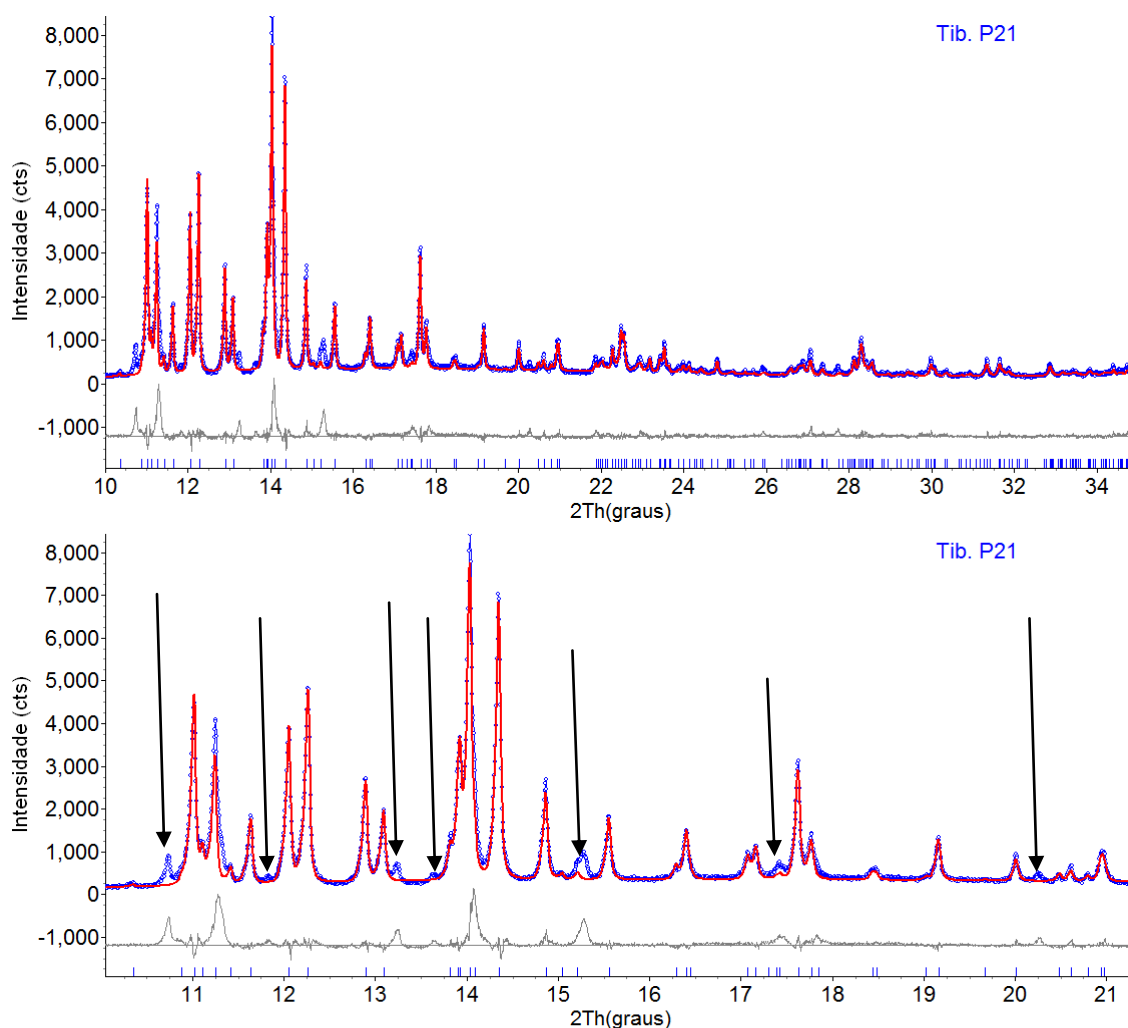 Tib. P21
8,000
7,000
6,000
5,000
4,000
3,000
2,000
1,000
0
-1,000
Intensidade (cts)
10 12 14 16 18 20 22 24 26 28 30 32 34
2Th(graus)
Tib. P21
8,000
7,000
6,000
5,000
4,000
3,000
2,000
1,000
0
-1,000
Intensidade (cts)
11 12 13 14 15 16 17 18 19 20 21
2Th(graus)